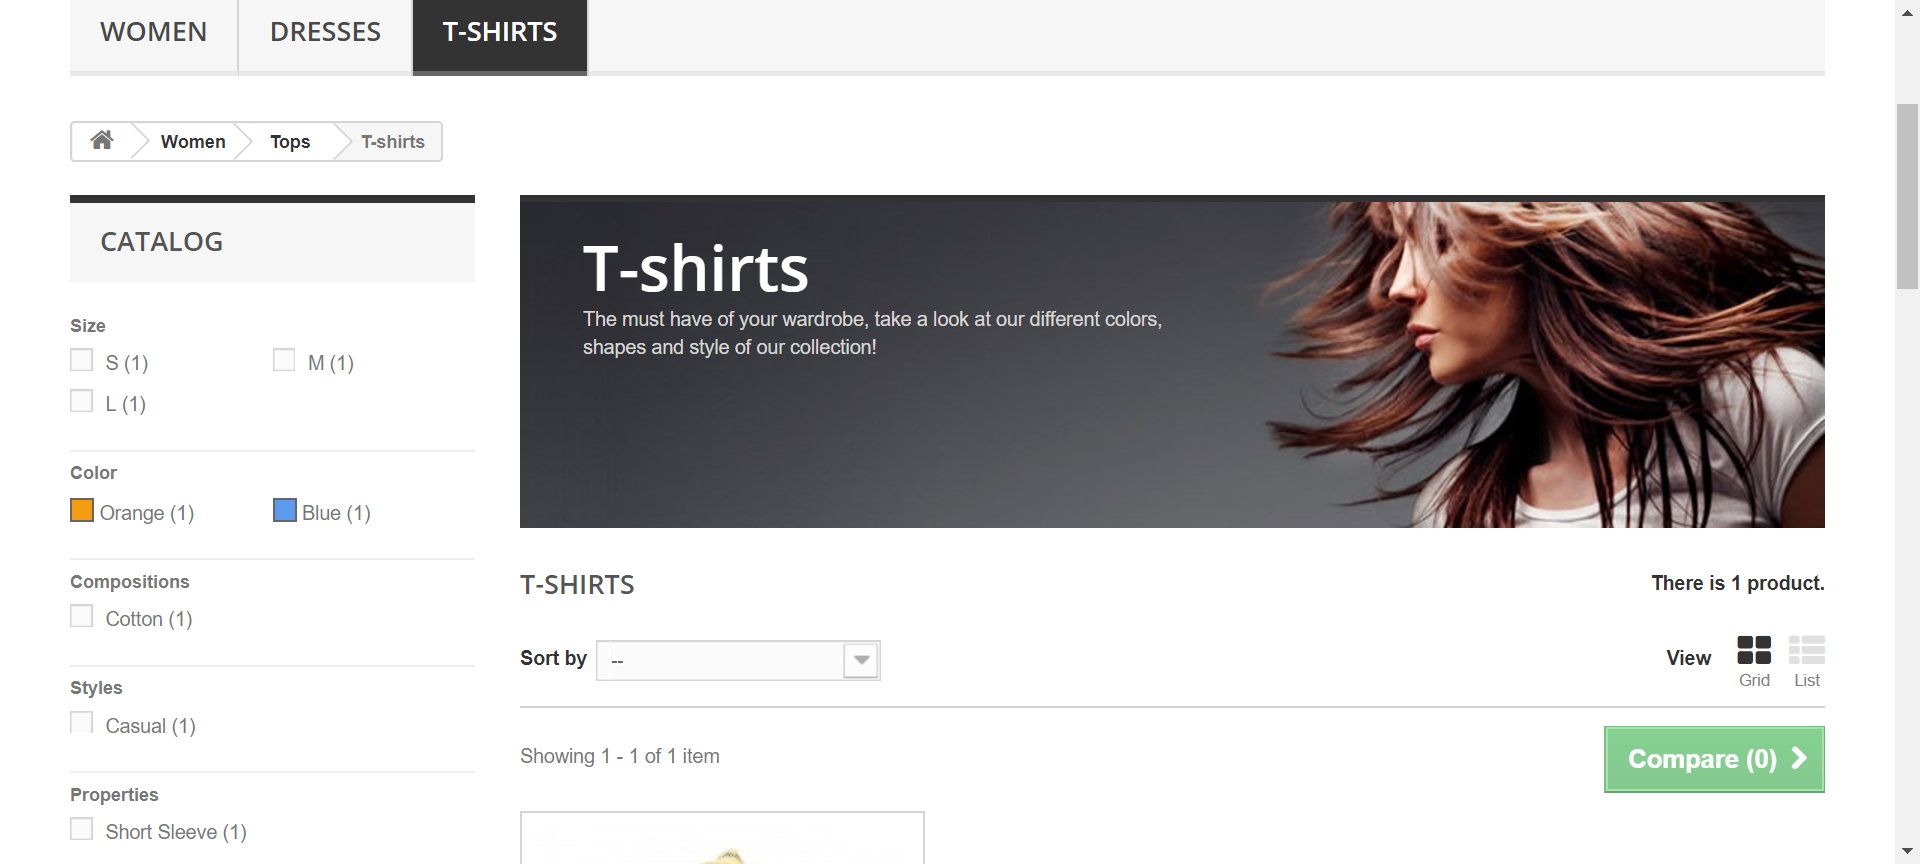 WOMEN DRESSES T-SHIRTS
Women Tops T-shirts
CATALOG
Size
S (1) M (1)
L (1)
Color
Orange (1) Blue (1)
Compositions
Cotton (1)
Styles
Casual (1)
Properties
Short Sleeve (1)
T-shirts
The must have of your wardrobe, take a look at our different colors,
shapes and style of our collection!
T-SHIRTS There is 1 product.
Sort by -- View
Grid List
Showing 1 - 1 of 1 item Compare (0)